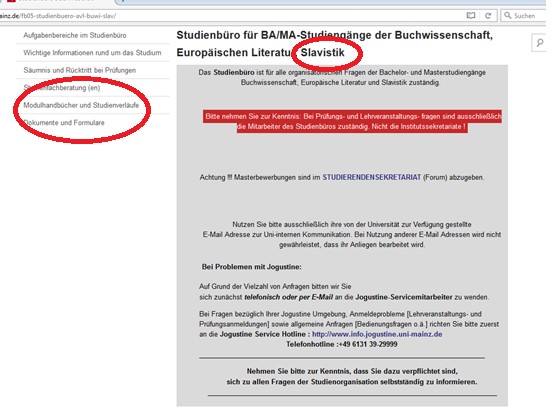 mainz.de/fb05-studienbuero-avl-buwi-slav/
Suchen
Aufgabenbereiche im Studienbüro
Wichtige Informationen rund um das Studium
Säumnis und Rücktritt bei Prüfungen
Studienfachberatung (en)
Modulhandbücher und Studienverläufe
Dokumente und Formulare
Studienbüro für BA/MA-Studiengänge der Buchwissenschaft,
Europäischen Literatur, Slavistik
Das Studienbüro ist für alle organisatorischen Fragen der Bachelor- und Masterstudiengänge
Buchwissenschaft, Europäische Literatur und Slavistik zuständig.
Bitte nehmen Sie zur Kenntnis: Bei Prüfungs- und Lehrveranstaltungs- fragen sind ausschließlich
die Mitarbeiter des Studienbüros zuständig. Nicht die Institutssekretariate !
Achtung !!! Masterbewerbungen sind im STUDIERENDENSEKRETARIAT (Forum) abzugeben.
Nutzen Sie bitte ausschließlich ihre von der Universität zur Verfügung gestellte
E-Mail Adresse zur Uni-internen Kommunikation. Bei Nutzung anderer E-Mail Adressen wird nicht
gewährleistet, dass ihr Anliegen bearbeitet wird.
Bei Problemen mit Jogustine:
Auf Grund der Vielzahl von Anfragen bitten wir Sie
sich zunächst telefonisch oder per E-Mail an die Jogustine-Servicemitarbeiter zu wenden.
Bei Fragen bezüglich Ihrer Jogustine Umgebung, Anmeldeprobleme [Lehrveranstaltungs- und
Prüfungsanmeldungen] sowie allgemeine Anfragen [Bedienungsfragen o.ä.] richten Sie bitte zuerst
an die Jogustine Service Hotline : http://www.info.jogustine.uni-mainz.de
Telefonhotline :+49 6131 39-29999
Nehmen Sie bitte zur Kenntnis, dass Sie dazu verpflichtet sind,
sich zu allen Fragen der Studienorganisation selbstständig zu informieren.